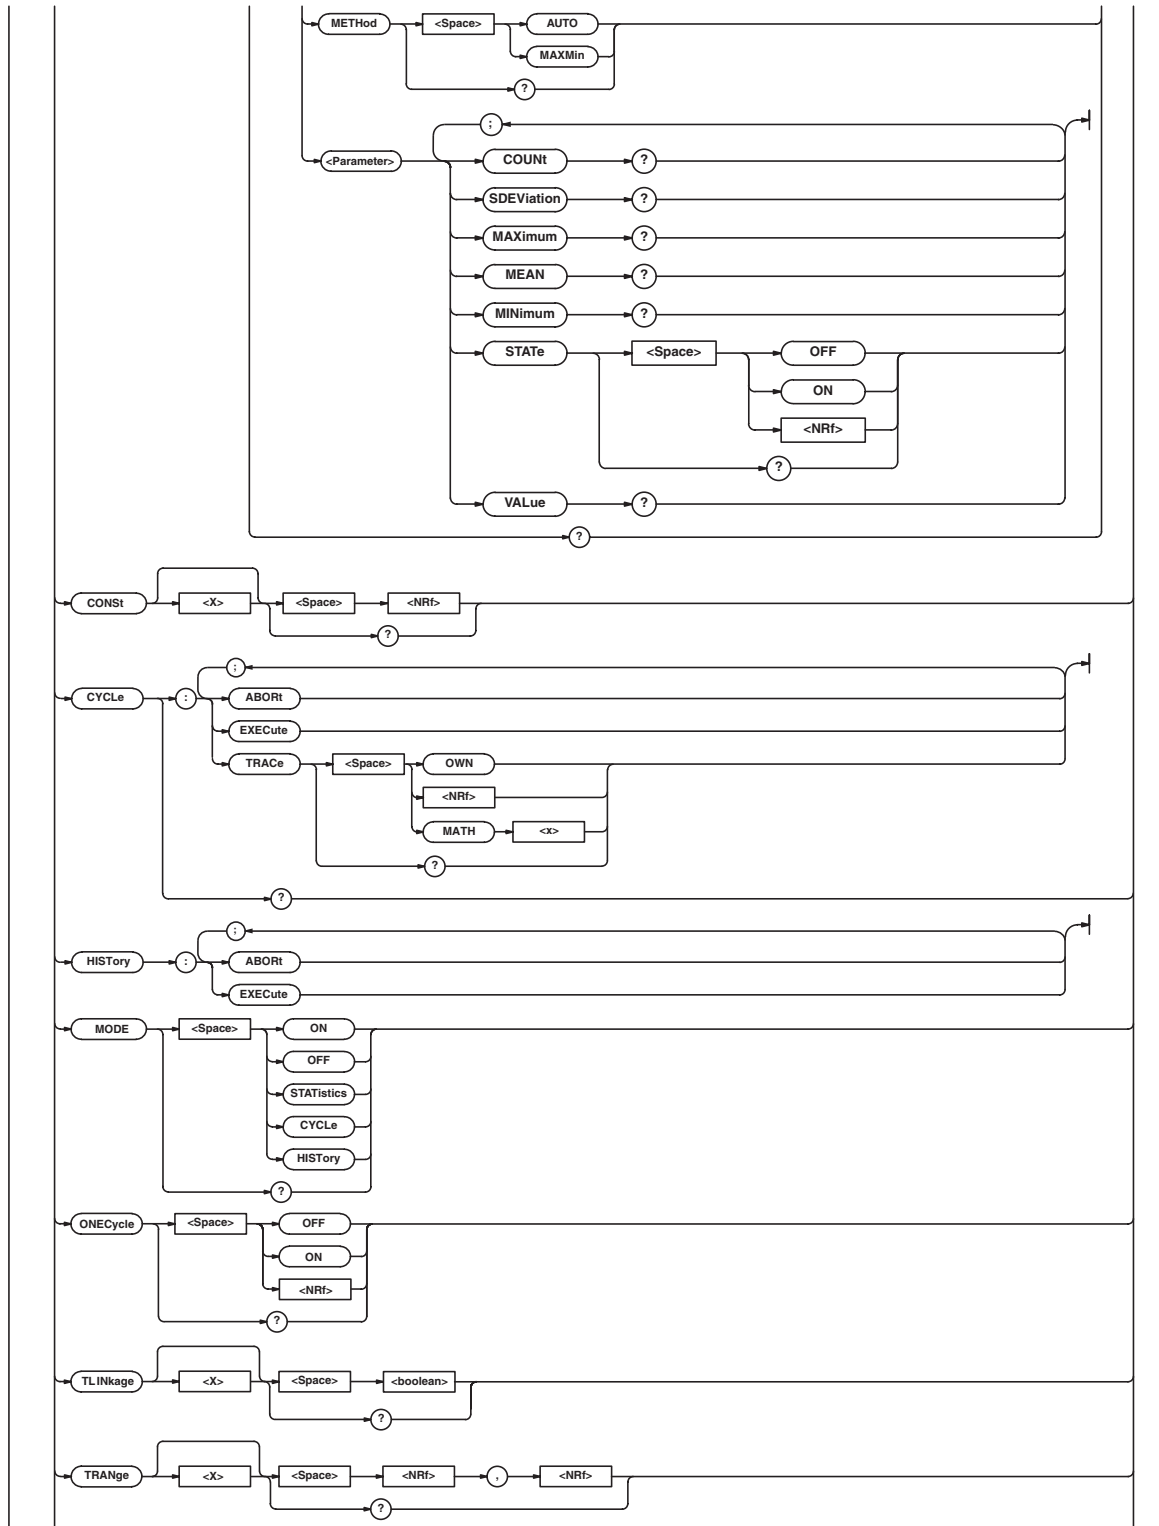 METHod <Space> AUTO
MAXMin
?
;
<Parameter> COUNt ?
SDEViation ?
MAXimum ?
MEAN ?
MINimum ?
STATe <Space> OFF
ON
<NRf>
?
VALue ?
?
CONSt <X> <Space> <NRf>
?
;
CYCLe : ABORt
EXECute
TRACe <Space> OWN
<NRf>
MATH <x>
?
?
;
HISTory : ABORt
EXECute
MODE <Space> ON
OFF
STATistics
CYCLe
HISTory
?
ONECycle <Space> OFF
ON
<NRf>
?
TLINkage <X> <Space> <boolean>
?
TRANge <X> <Space> <NRf> , <NRf>
?